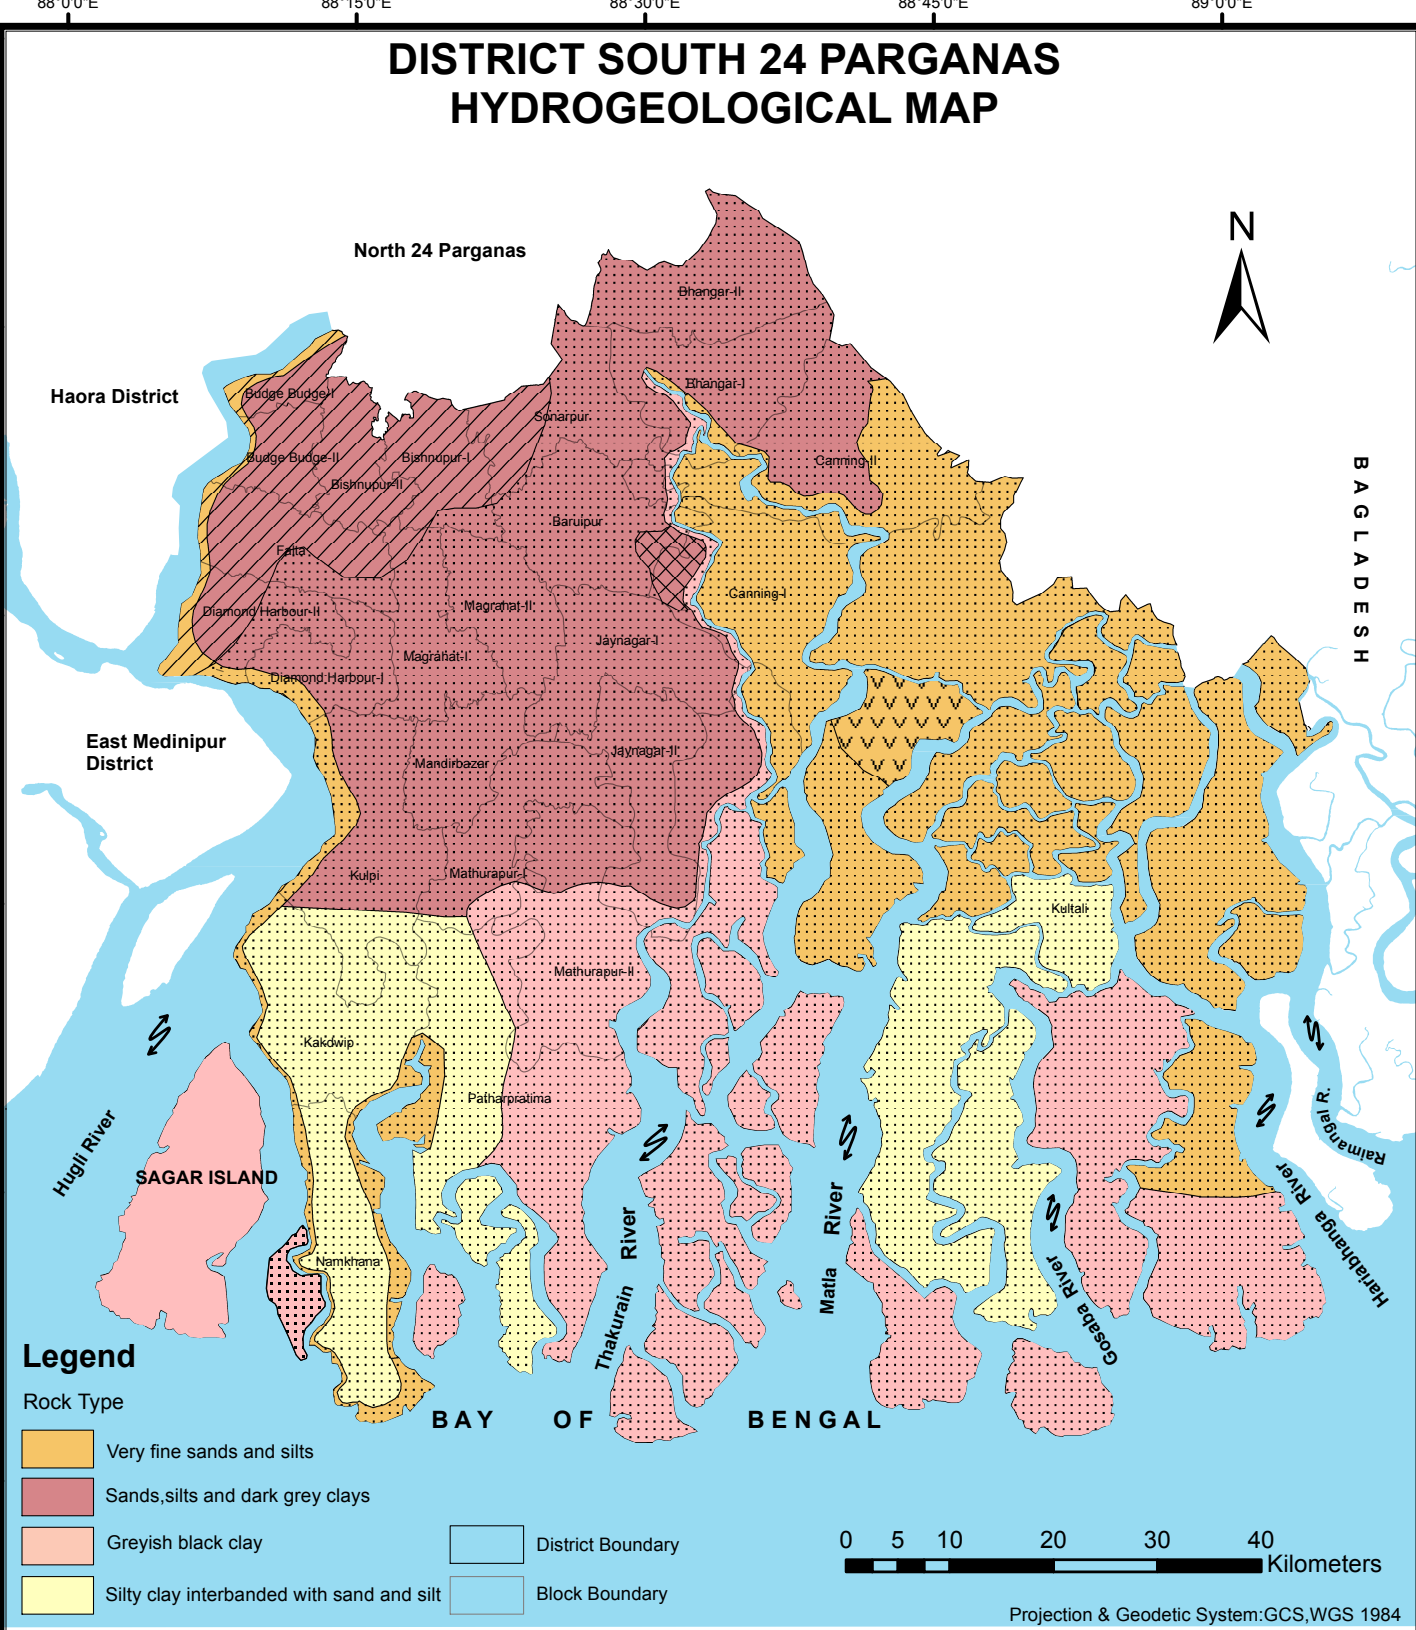 88°0'0"E
88°15'0"E
88°30'0"E
88°45'0"E
89°0'0"E
DISTRICT SOUTH 24 PARGANAS
HYDROGEOLOGICAL MAP
N
North 24 Parganas
Haora District
East Medinipur
District
BAGLADESH
Bhangar-II
Bhangar-I
Budge Budge-I
Sonarpur
Budge Budge-II
Bishnupur-I
Canning-II
Bishnupur-II
Baruipur
Falta
Canning-I
Diamond Harbour-II
Magrahat-II
Jaynagar-I
Magrahat-I
Diamond Harbour-I
Jaynagar-II
Mandirbazar
Kulpi
Mathurapur-I
Kultali
Mathurapur-II
Kakdwip
Patharpratima
Hugli River
SAGAR ISLAND
Namkhana
Thakurain River
Matla River
Gosaba River
Hariabhanga River
Raimangal R.
BAY OF BENGAL
Legend
Rock Type
Very fine sands and silts
Sands,silts and dark grey clays
Greyish black clay
Silty clay interbanded with sand and silt
District Boundary
Block Boundary
0 5 10 20 30 40
Kilometers
Projection & Geodetic System:GCS,WGS 1984